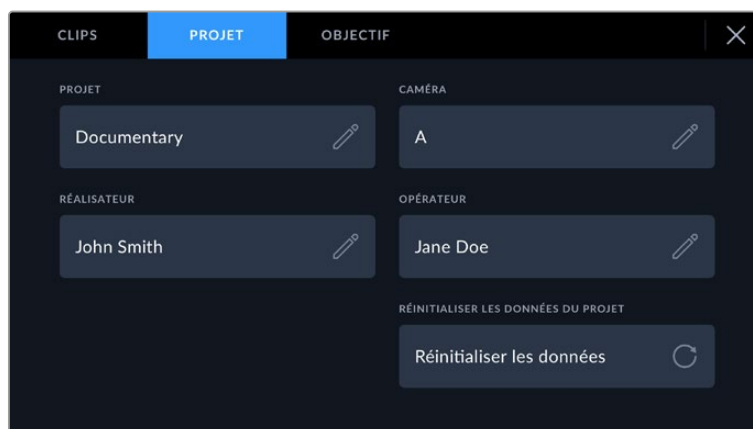 CLIPS PROJET OBJECTIF
PROJET CAMÉRA
Documentary A
RÉALISATEUR OPÉRATEUR
John Smith Jane Doe
RÉINITIALISER LES DONNÉES DU PROJET
Réinitialiser les données